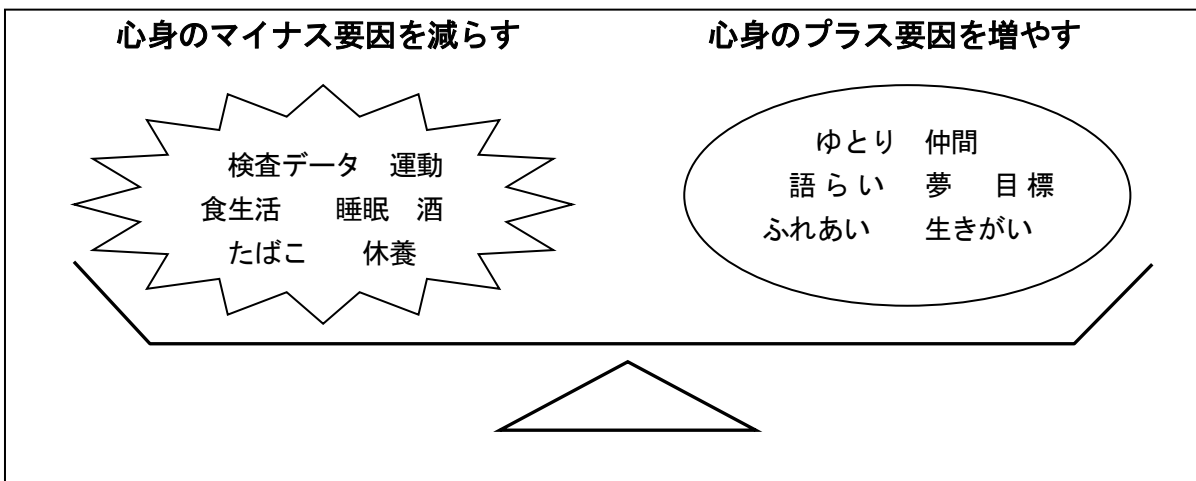 心身のマイナス要因を減らす
検査データ 運動
食生活 睡眠 酒
たばこ 休養
心身のプラス要因を増やす
ゆとり 仲間
語らい 夢 目標
ふれあい 生きがい